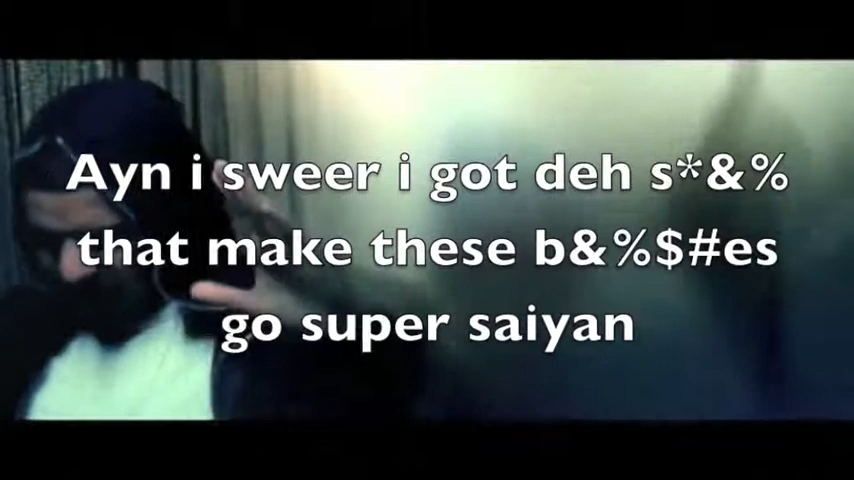 Ayn i sweer i got deh s*&%
that make these b&%$#es
go super saiyan